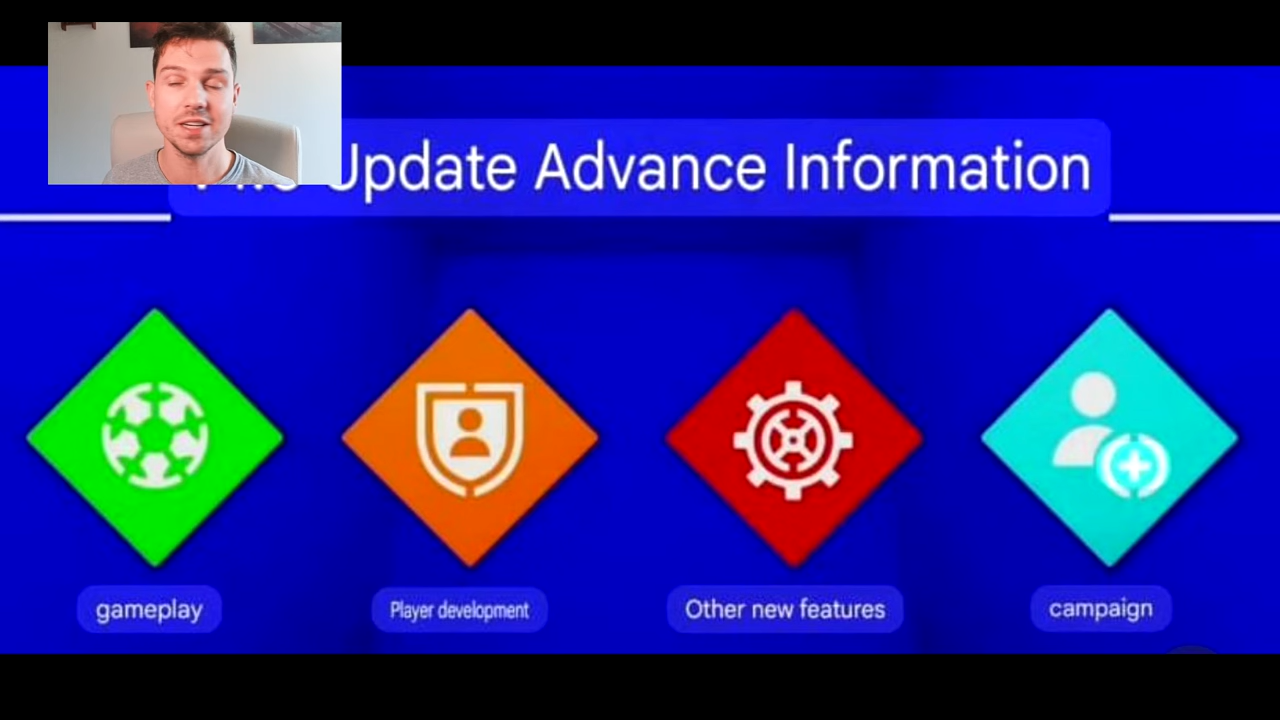 Update Advance Information
gameplay
Player development
Other new features
campaign